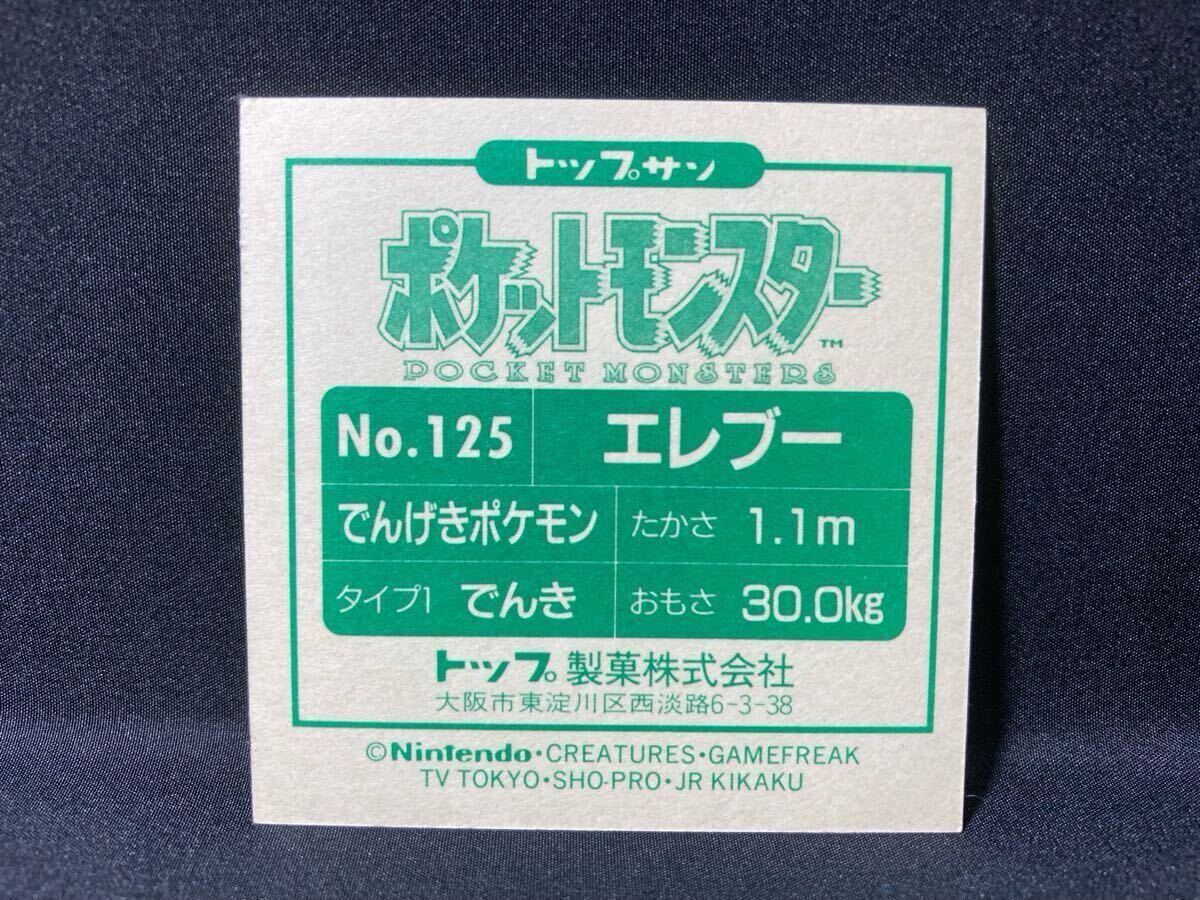 トップサン
ポケットモンスター
TM
POCKET MONSTERS
No.125 エレブー
でんげきポケモン たかさ 1.1m
タイプ1 でんき おもさ 30.0kg
トップ製菓株式会社
大阪市東淀川区西淡路6-3-38
©Nintendo・CREATURES・GAMEFREAK
TV TOKYO・SHO-PRO・JR KIKAKU